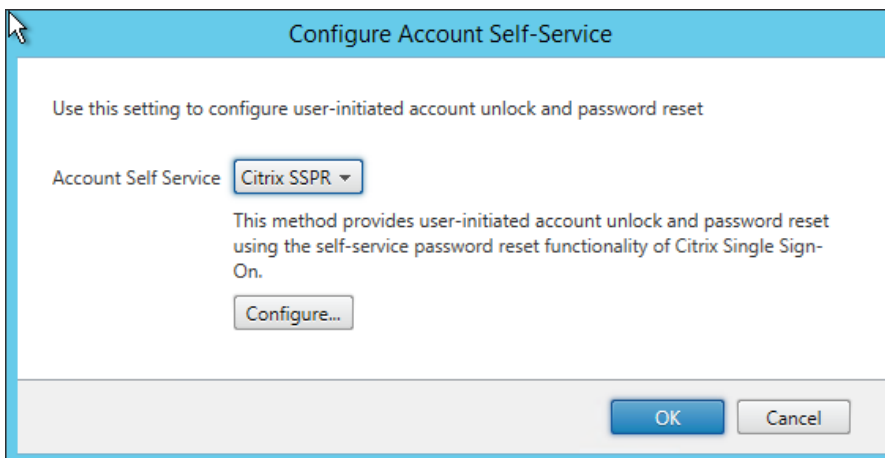 Configure Account Self-Service
Use this setting to configure user-initiated account unlock and password reset
Account Self Service Citrix SSPR
This method provides user-initiated account unlock and password reset
using the self-service password reset functionality of Citrix Single Sign-
On.
Configure...
OK Cancel